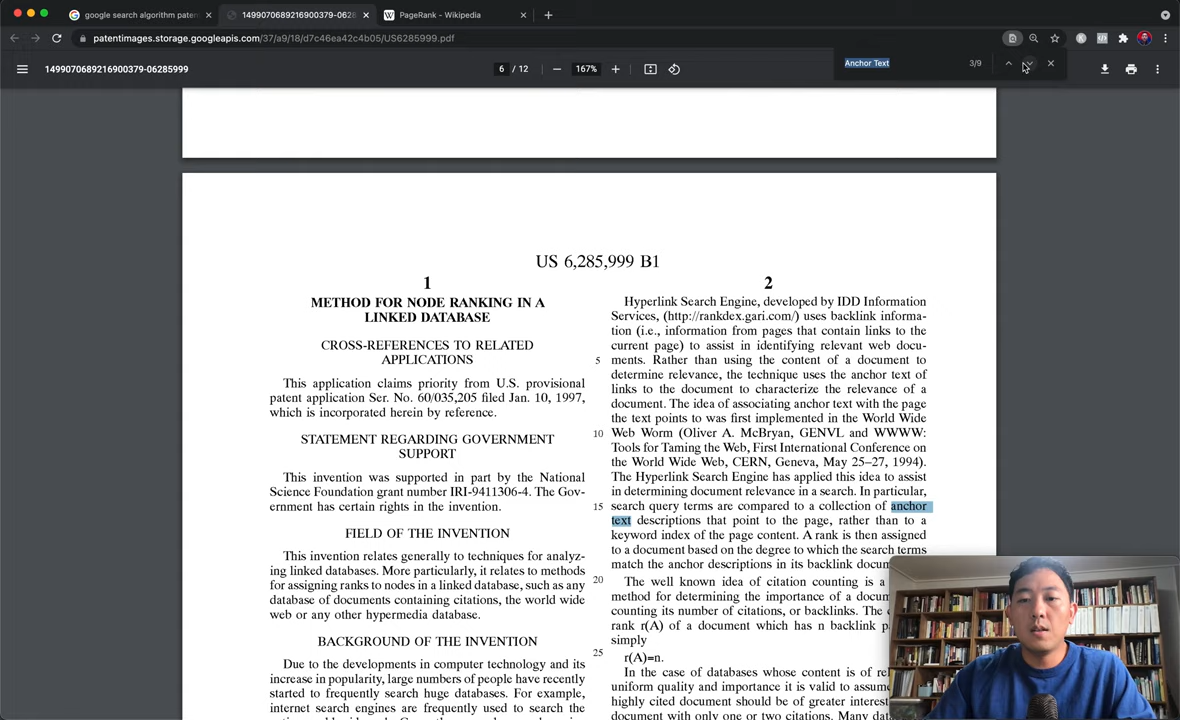 google search algorithm paten
1499070689216900379-0628
PageRank - Wikipedia
patentimages.storage.googleapis.com/37/a9/18/d7c46ea42c4b05/US6285999.pdf
1499070689216900379-06285999
6 / 12
167%
Anchor Text
3/9
US 6,285,999 B1
1
METHOD FOR NODE RANKING IN A
LINKED DATABASE
CROSS-REFERENCES TO RELATED
APPLICATIONS
This application claims priority from U.S. provisional
patent application Ser. No. 60/035,205 filed Jan. 10, 1997,
which is incorporated herein by reference.
STATEMENT REGARDING GOVERNMENT
SUPPORT
This invention was supported in part by the National
Science Foundation grant number IRI-9411306-4. The Gov-
ernment has certain rights in the invention.
FIELD OF THE INVENTION
This invention relates generally to techniques for analyz-
ing linked databases. More particularly, it relates to methods
for assigning ranks to nodes in a linked database, such as any
database of documents containing citations, the world wide
web or any other hypermedia database.
BACKGROUND OF THE INVENTION
Due to the developments in computer technology and its
increase in popularity, large numbers of people have recently
started to frequently search huge databases. For example,
internet search engines are frequently used to search the
2
Hyperlink Search Engine, developed by IDD Information
Services, (http://rankdex.gari.com/) uses backlink informa-
tion (i.e., information from pages that contain links to the
current page) to assist in identifying relevant web docu-
5 ments. Rather than using the content of a document to
determine relevance, the technique uses the anchor text of
links to the document to characterize the relevance of a
document. The idea of associating anchor text with the page
the text points to was first implemented in the World Wide
10 Web Worm (Oliver A. McBryan, GENVL and WWWW:
Tools for Taming the Web, First International Conference on
the World Wide Web, CERN, Geneva, May 25–27, 1994).
The Hyperlink Search Engine has applied this idea to assist
in determining document relevance in a search. In particular,
15 search query terms are compared to a collection of anchor
text descriptions that point to the page, rather than to a
keyword index of the page content. A rank is then assigned
to a document based on the degree to which the search terms
match the anchor descriptions in its backlink docu
20 The well known idea of citation counting is a
method for determining the importance of a docu
counting its number of citations, or backlinks. The
rank r(A) of a document which has n backlink p
simply
25 r(A)=n.
In the case of databases whose content is of re
uniform quality and importance it is valid to assum
highly cited document should be of greater interes
document with only one or two citations. Many da